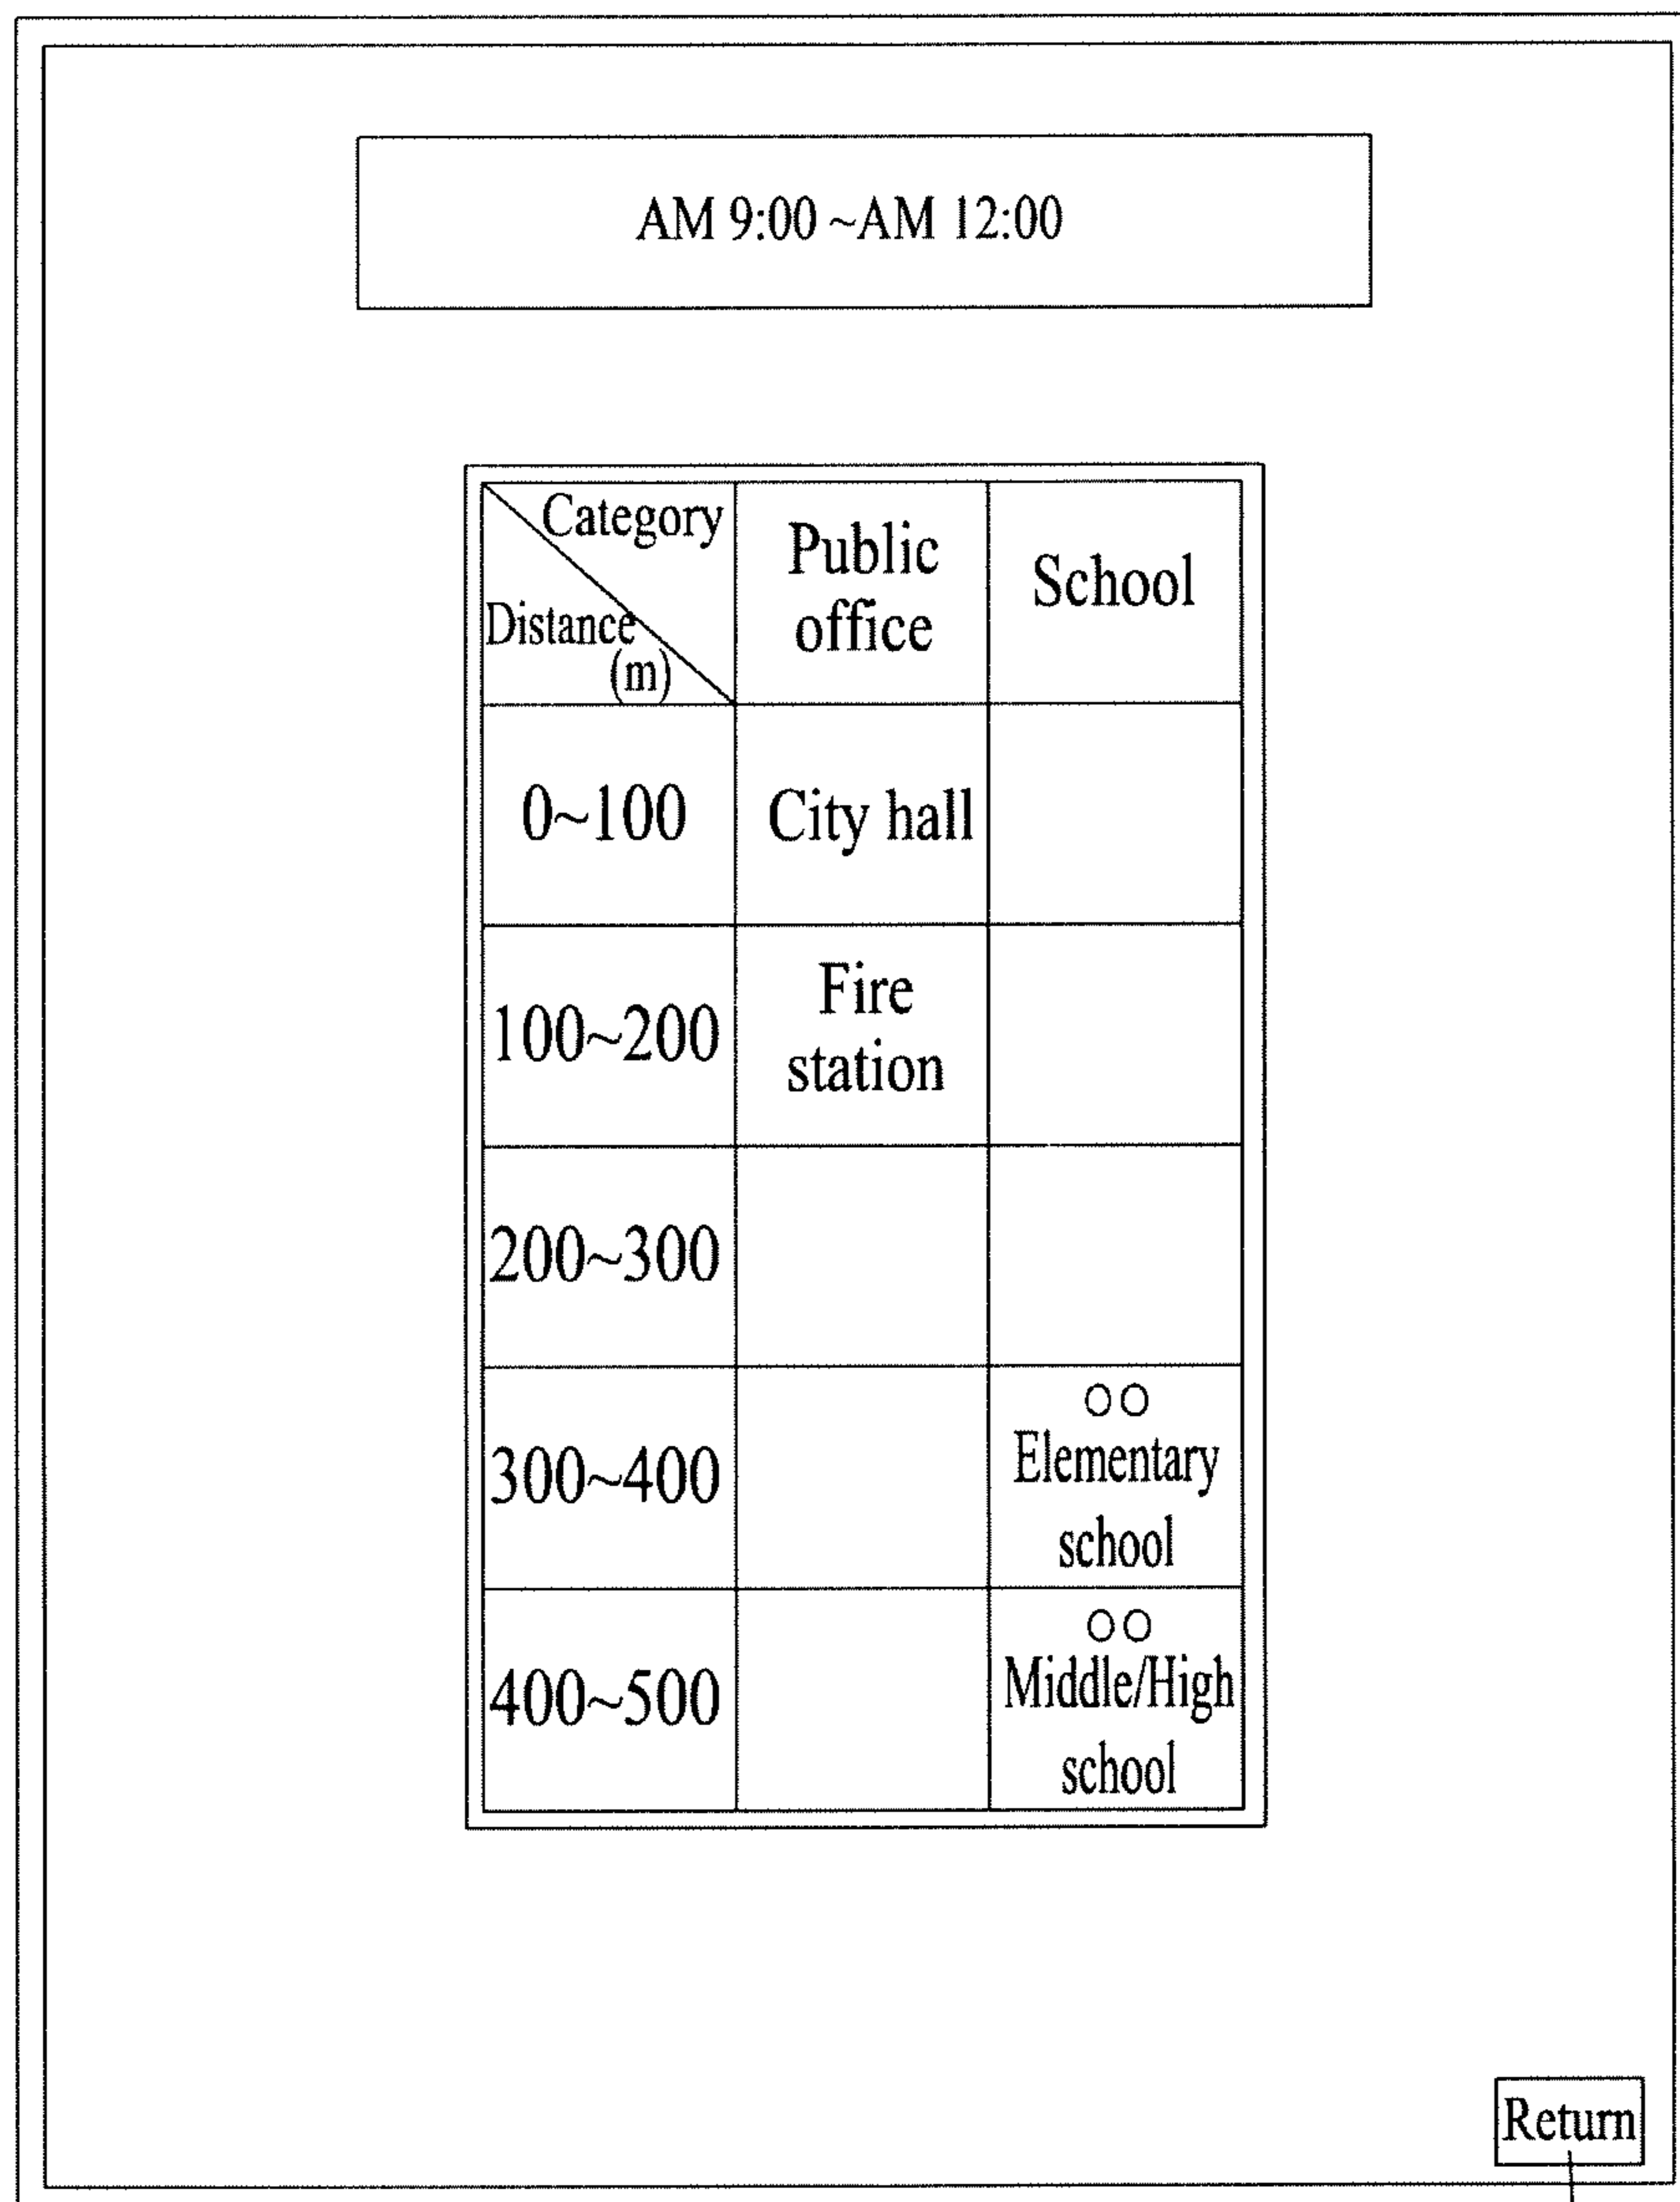 AM 9:00 ~AM 12:00
Category
Distance
(m)
Public
office
School
0~100
City hall
100~200
Fire
station
200~300
300~400
○○
Elementary
school
400~500
○○
Middle/High
school
Return